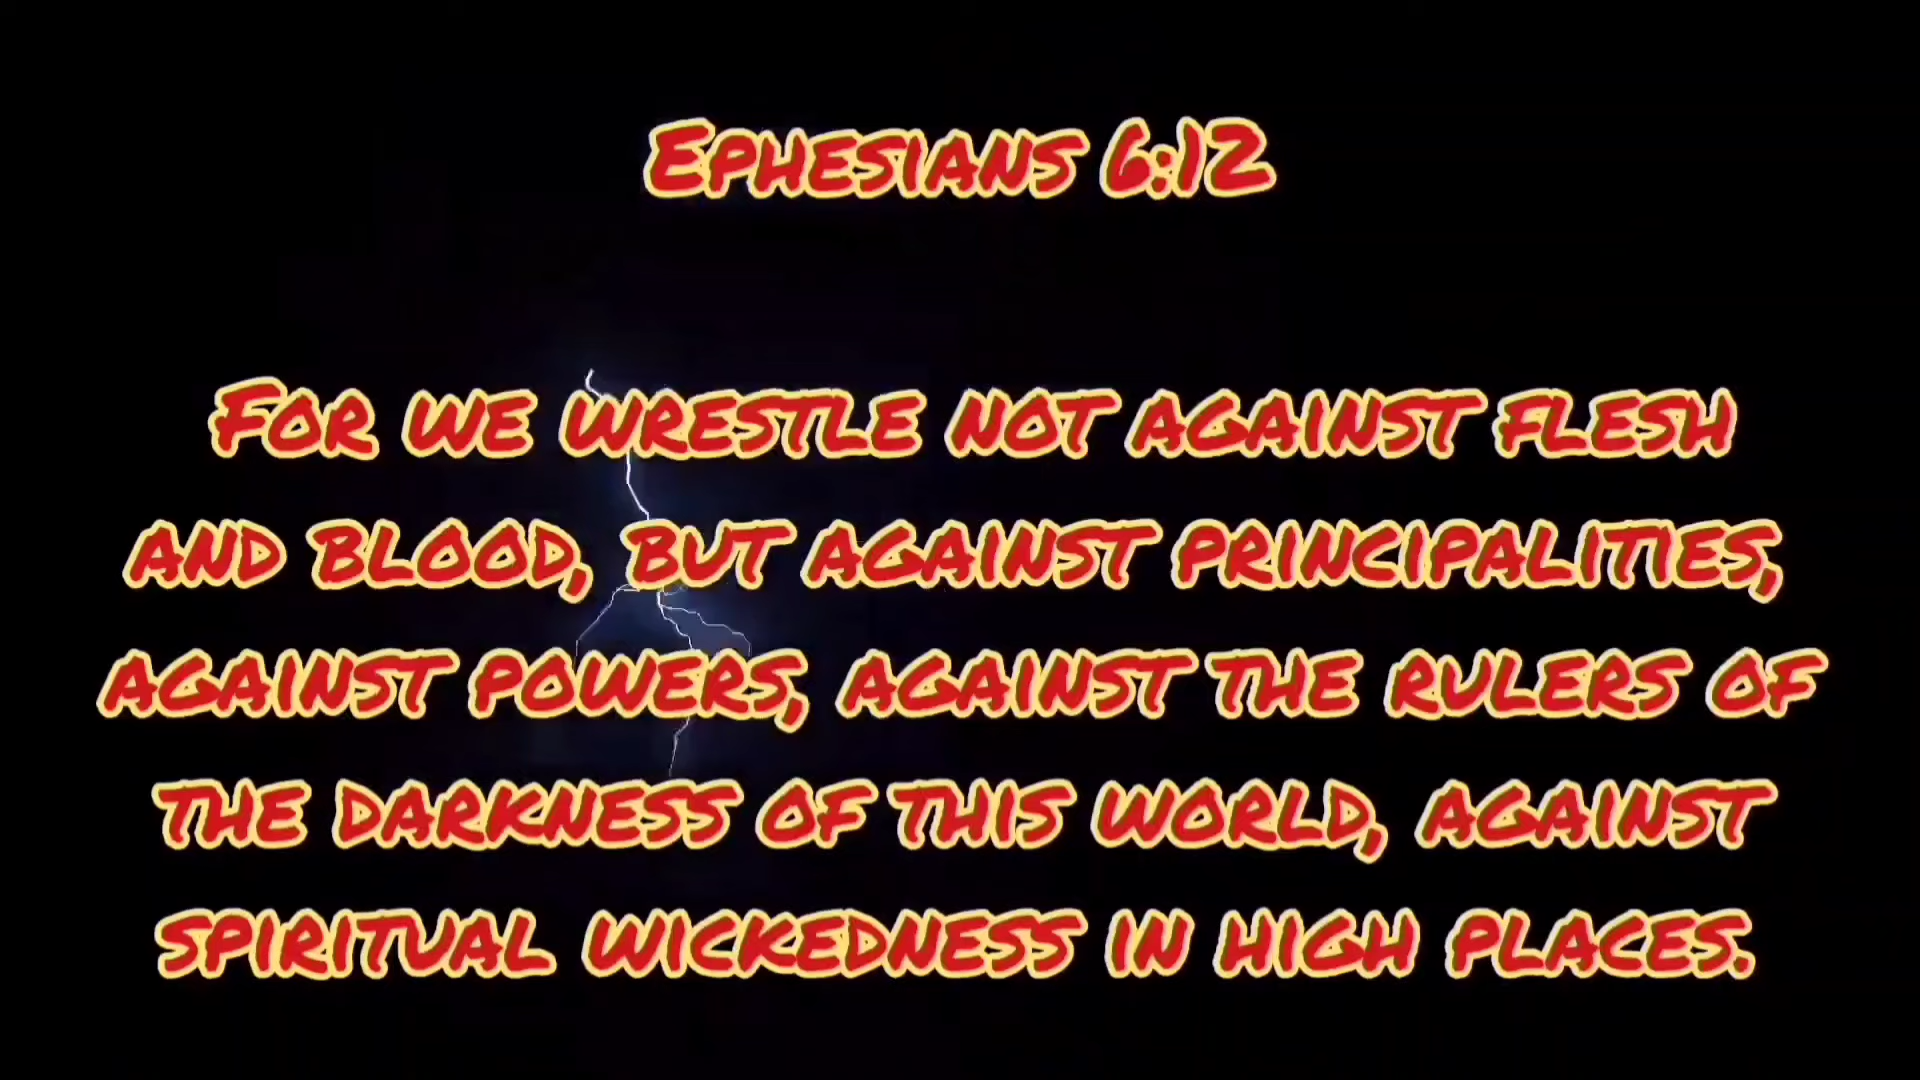 Ephesians 6:12
For we wrestle not against flesh
and blood, but against principalities,
against powers, against the rulers of
the darkness of this world, against
spiritual wickedness in high places.